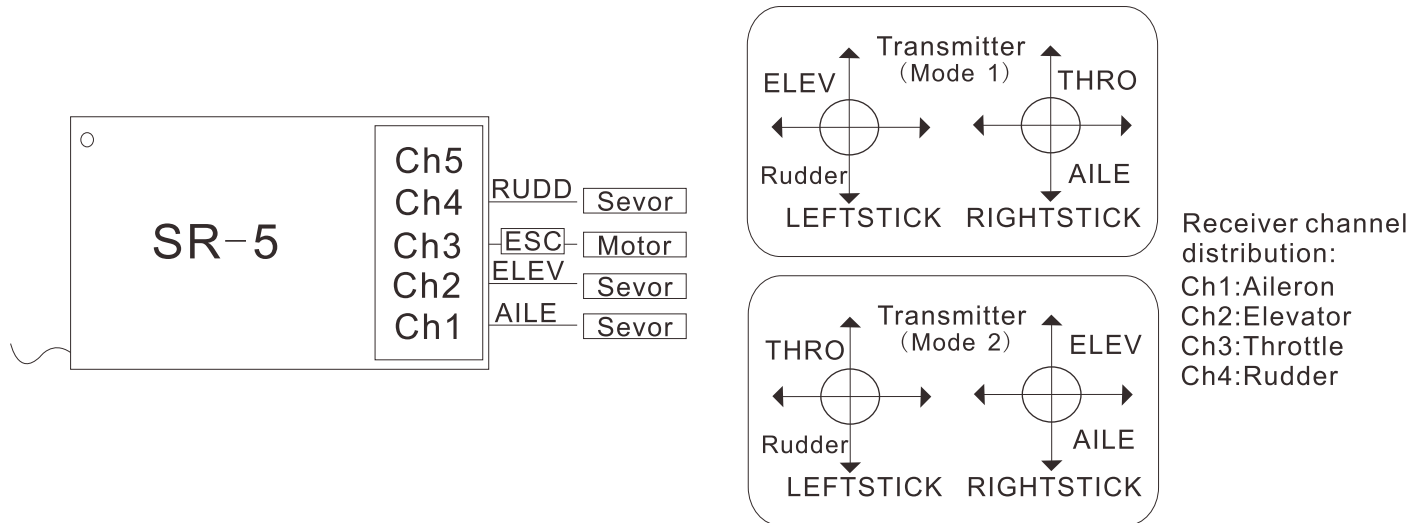 SR-5
Ch5
Ch4
Ch3
Ch2
Ch1
RUDD
Sevor
ESC
Motor
ELEV
Sevor
AILE
Sevor
Transmitter
（Mode 1）
ELEV
THRO
Rudder
AILE
LEFTSTICK
RIGHTSTICK
Transmitter
（Mode 2）
THRO
ELEV
Rudder
AILE
LEFTSTICK
RIGHTSTICK
Receiver channel
distribution:
Ch1:Aileron
Ch2:Elevator
Ch3:Throttle
Ch4:Rudder